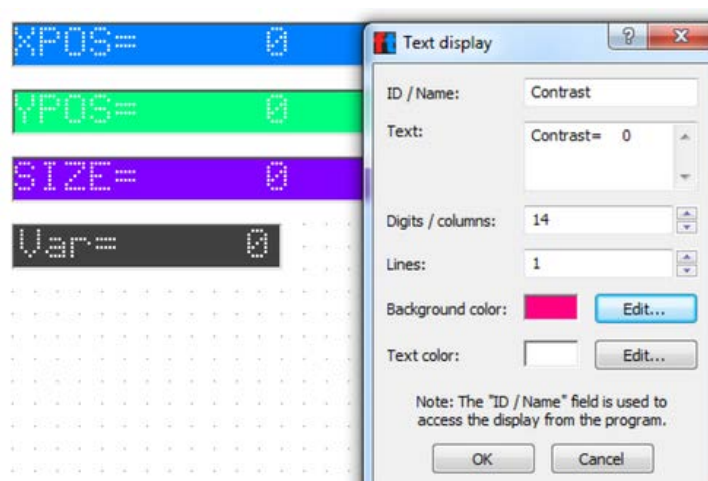 XPOS= 0
YPOS= 0
SIZE= 0
Var= 0
Text display
ID / Name: Contrast
Text: Contrast= 0
Digits / columns: 14
Lines: 1
Background color: Edit...
Text color: Edit...
Note: The "ID / Name" field is used to
access the display from the program.
OK Cancel